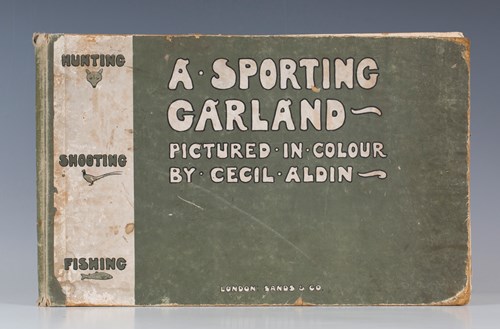 HUNTING
SHOOTING
FISHING
A · SPORTING
GARLAND
PICTURED · IN · COLOUR
BY · CECIL · ALDIN
LONDON SANDS & CO